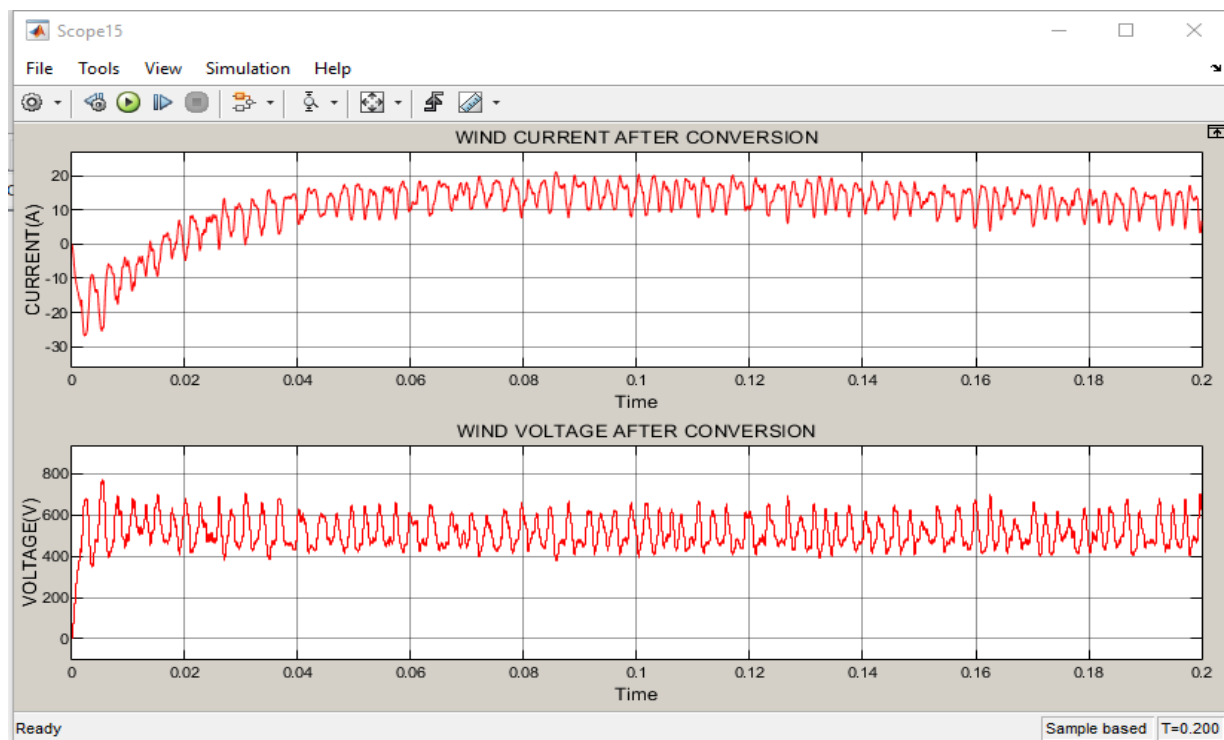 Scope15
File Tools View Simulation Help
WIND CURRENT AFTER CONVERSION
CURRENT(A)
20
10
0
-10
-20
-30
0 0.02 0.04 0.06 0.08 0.1 0.12 0.14 0.16 0.18 0.2
Time
WIND VOLTAGE AFTER CONVERSION
VOLTAGE(V)
800
600
400
200
0
0 0.02 0.04 0.06 0.08 0.1 0.12 0.14 0.16 0.18 0.2
Time
Ready Sample based T=0.200